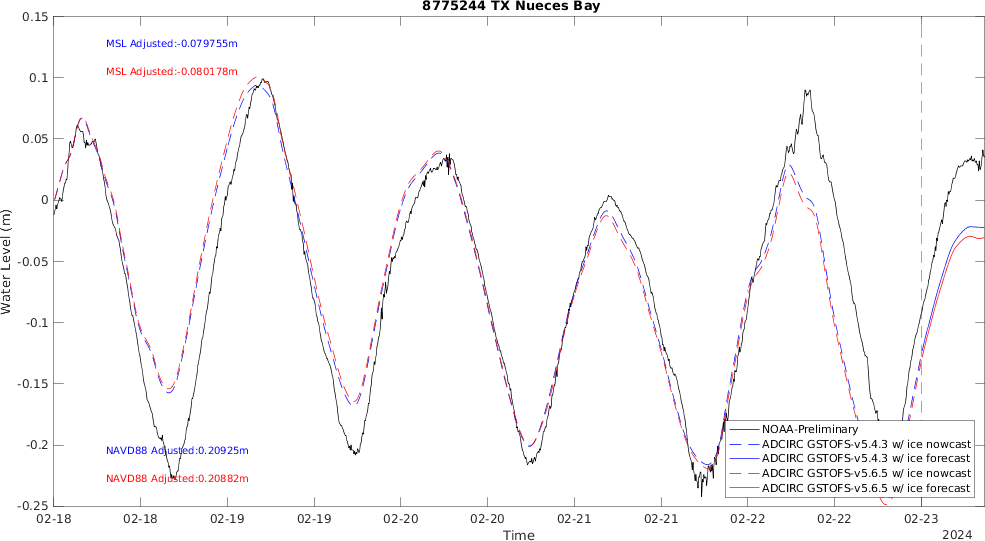 8775244 TX Nueces Bay
0.15
0.1
0.05
0
-0.05
-0.1
-0.15
-0.2
-0.25
Water Level (m)
MSL Adjusted:-0.079755m
MSL Adjusted:-0.080178m
NAVD88 Adjusted:0.20925m
NAVD88 Adjusted:0.20882m
NOAA-Preliminary
ADCIRC GSTOFS-v5.4.3 w/ ice nowcast
ADCIRC GSTOFS-v5.4.3 w/ ice forecast
ADCIRC GSTOFS-v5.6.5 w/ ice nowcast
ADCIRC GSTOFS-v5.6.5 w/ ice forecast
02-18 02-18 02-19 02-19 02-20 02-20 02-21 02-21 02-22 02-22 02-23
Time
2024